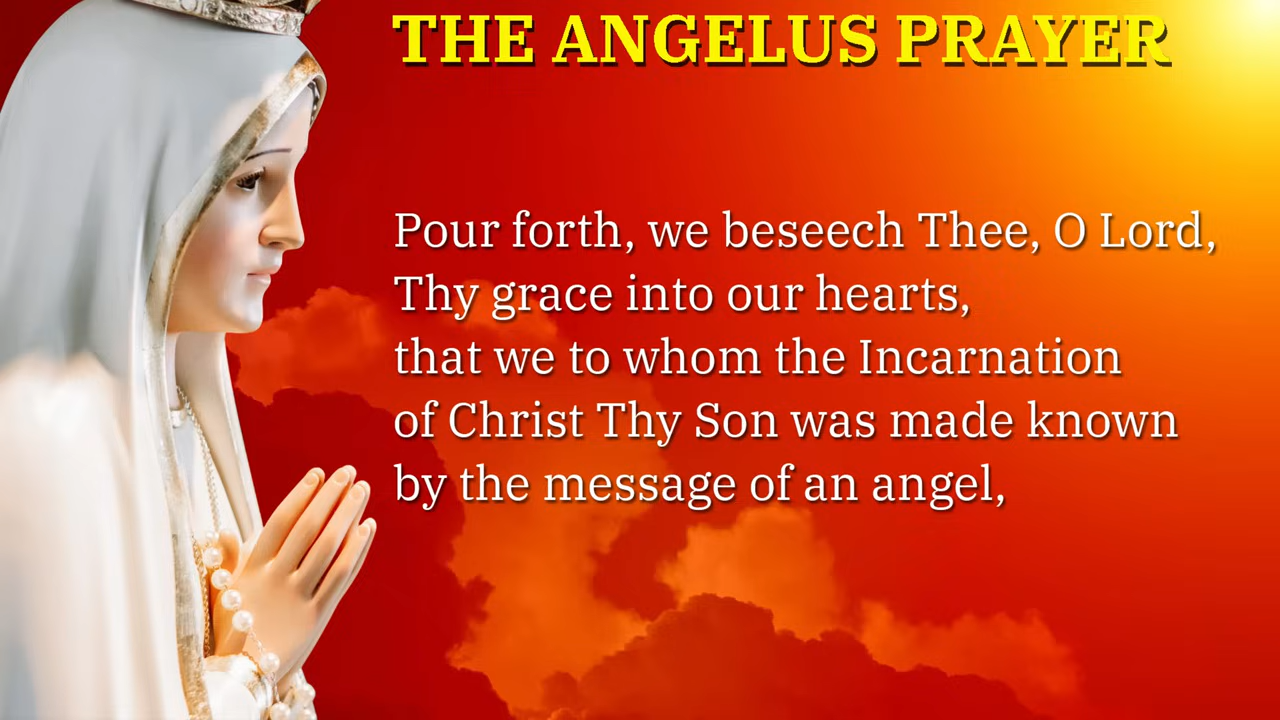 THE ANGELUS PRAYER
Pour forth, we beseech Thee, O Lord,
Thy grace into our hearts,
that we to whom the Incarnation
of Christ Thy Son was made known
by the message of an angel,